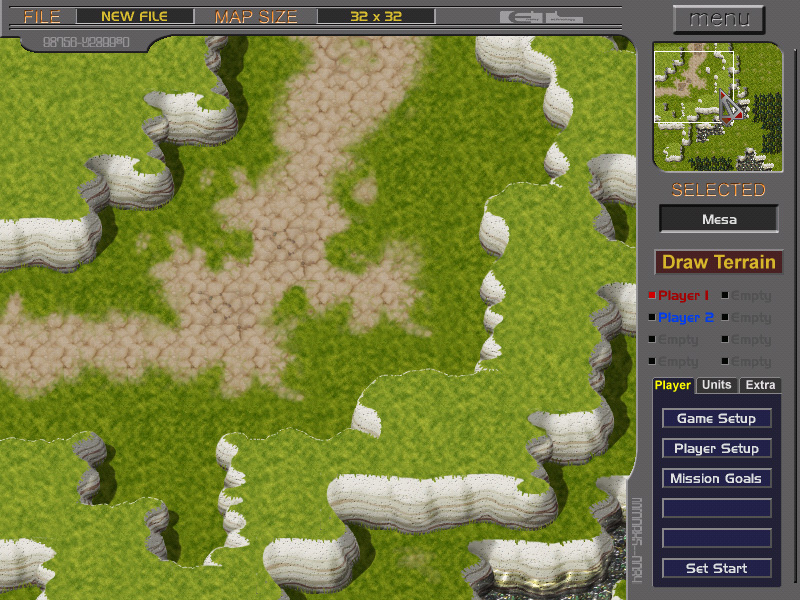 FILE NEW FILE MAP SIZE 32 x 32
menu
SELECTED
Mesa
Draw Terrain
Player 1 Empty
Player 2 Empty
Empty Empty
Empty Empty
Player Units Extra
Game Setup
Player Setup
Mission Goals
Set Start